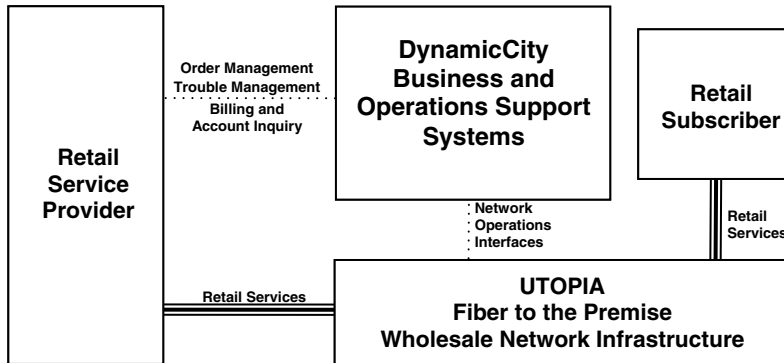 Retail
Service
Provider
Order Management
Trouble Management
Billing and
Account Inquiry
DynamicCity
Business and
Operations Support
Systems
Retail
Subscriber
Network
Operations
Interfaces
Retail
Services
Retail Services
UTOPIA
Fiber to the Premise
Wholesale Network Infrastructure